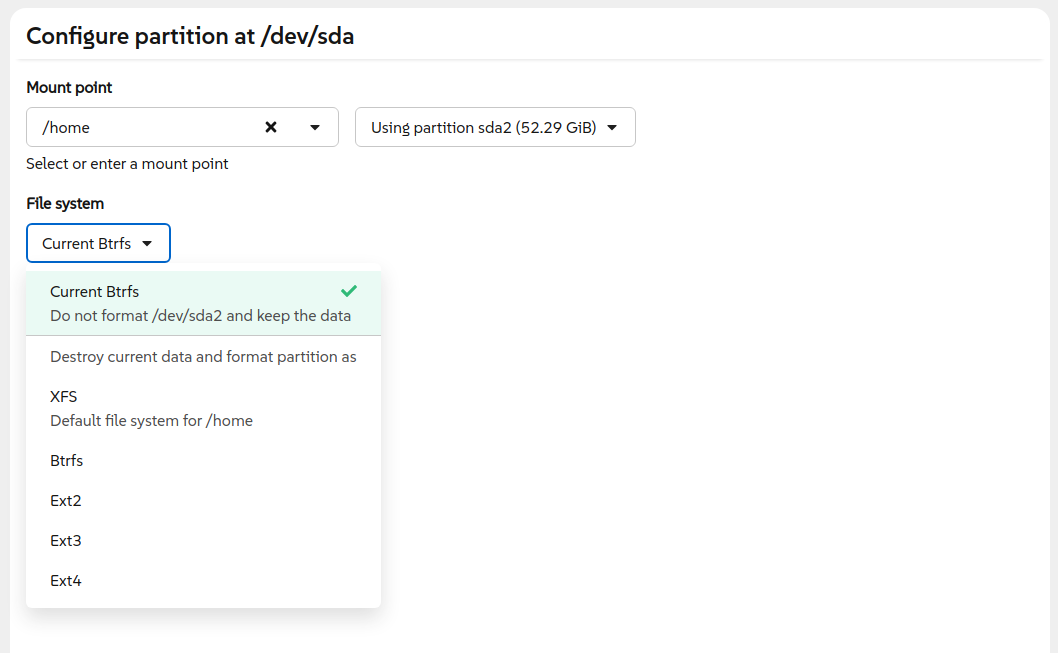 Configure partition at /dev/sda
Mount point
/home
Using partition sda2 (52.29 GiB)
Select or enter a mount point
File system
Current Btrfs
Current Btrfs
Do not format /dev/sda2 and keep the data
Destroy current data and format partition as
XFS
Default file system for /home
Btrfs
Ext2
Ext3
Ext4